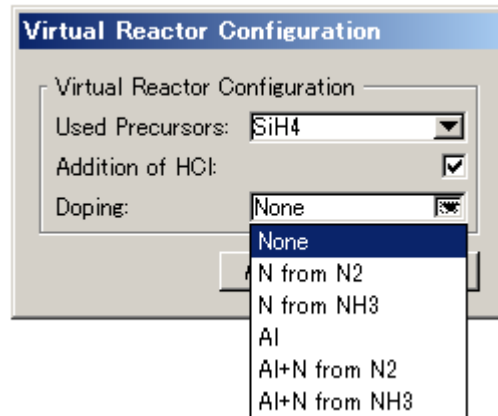 Virtual Reactor Configuration
Virtual Reactor Configuration
Used Precursors: SiH4
Addition of HCl:
Doping: None
None
N from N2
N from NH3
Al
Al+N from N2
Al+N from NH3